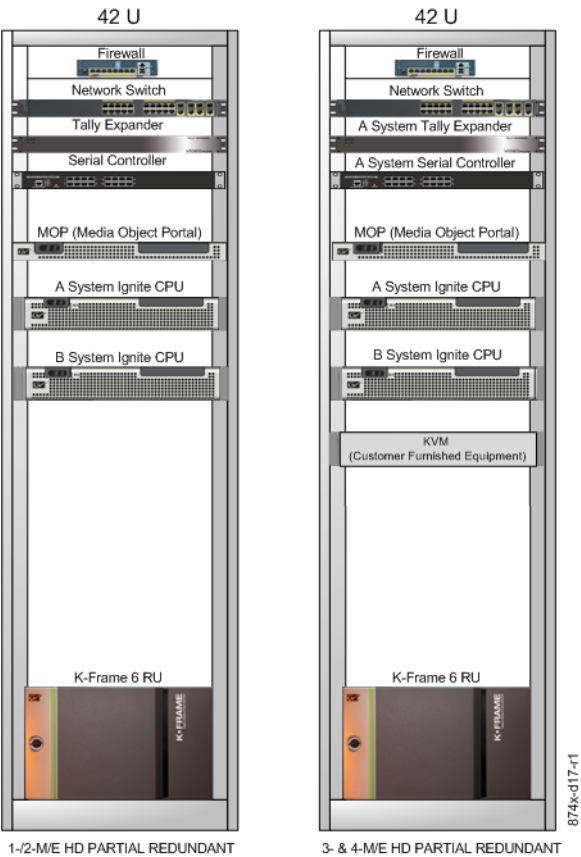 42 U
Firewall
Network Switch
Tally Expander
Serial Controller
MOP (Media Object Portal)
A System Ignite CPU
B System Ignite CPU
K-Frame 6 RU
K-FRAME
1-/2-M/E HD PARTIAL REDUNDANT
42 U
Firewall
Network Switch
A System Tally Expander
A System Serial Controller
MOP (Media Object Portal)
A System Ignite CPU
B System Ignite CPU
KVM
(Customer Furnished Equipment)
K-Frame 6 RU
K-FRAME
3- & 4-M/E HD PARTIAL REDUNDANT
874x-d17-r1